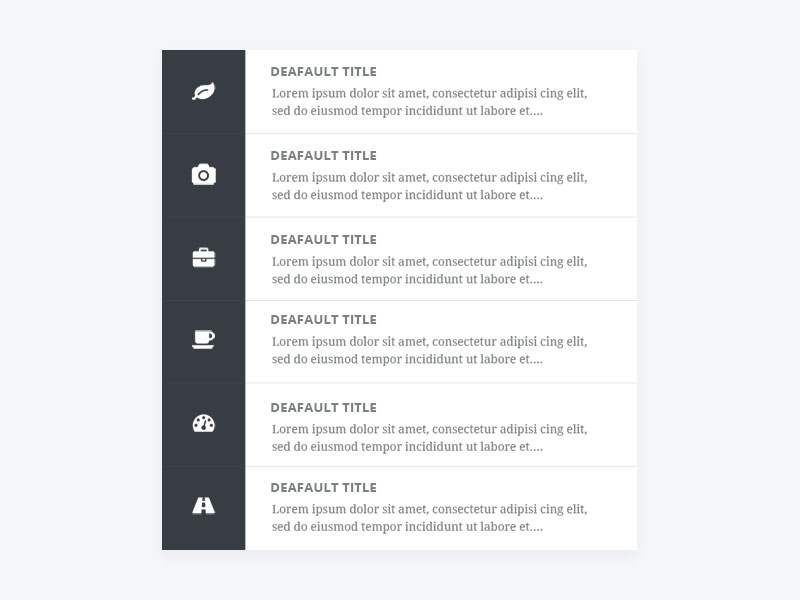 DEAFAULT TITLE
Lorem ipsum dolor sit amet, consectetur adipisi cing elit,
sed do eiusmod tempor incididunt ut labore et....
DEAFAULT TITLE
Lorem ipsum dolor sit amet, consectetur adipisi cing elit,
sed do eiusmod tempor incididunt ut labore et....
DEAFAULT TITLE
Lorem ipsum dolor sit amet, consectetur adipisi cing elit,
sed do eiusmod tempor incididunt ut labore et....
DEAFAULT TITLE
Lorem ipsum dolor sit amet, consectetur adipisi cing elit,
sed do eiusmod tempor incididunt ut labore et....
DEAFAULT TITLE
Lorem ipsum dolor sit amet, consectetur adipisi cing elit,
sed do eiusmod tempor incididunt ut labore et....
DEAFAULT TITLE
Lorem ipsum dolor sit amet, consectetur adipisi cing elit,
sed do eiusmod tempor incididunt ut labore et....